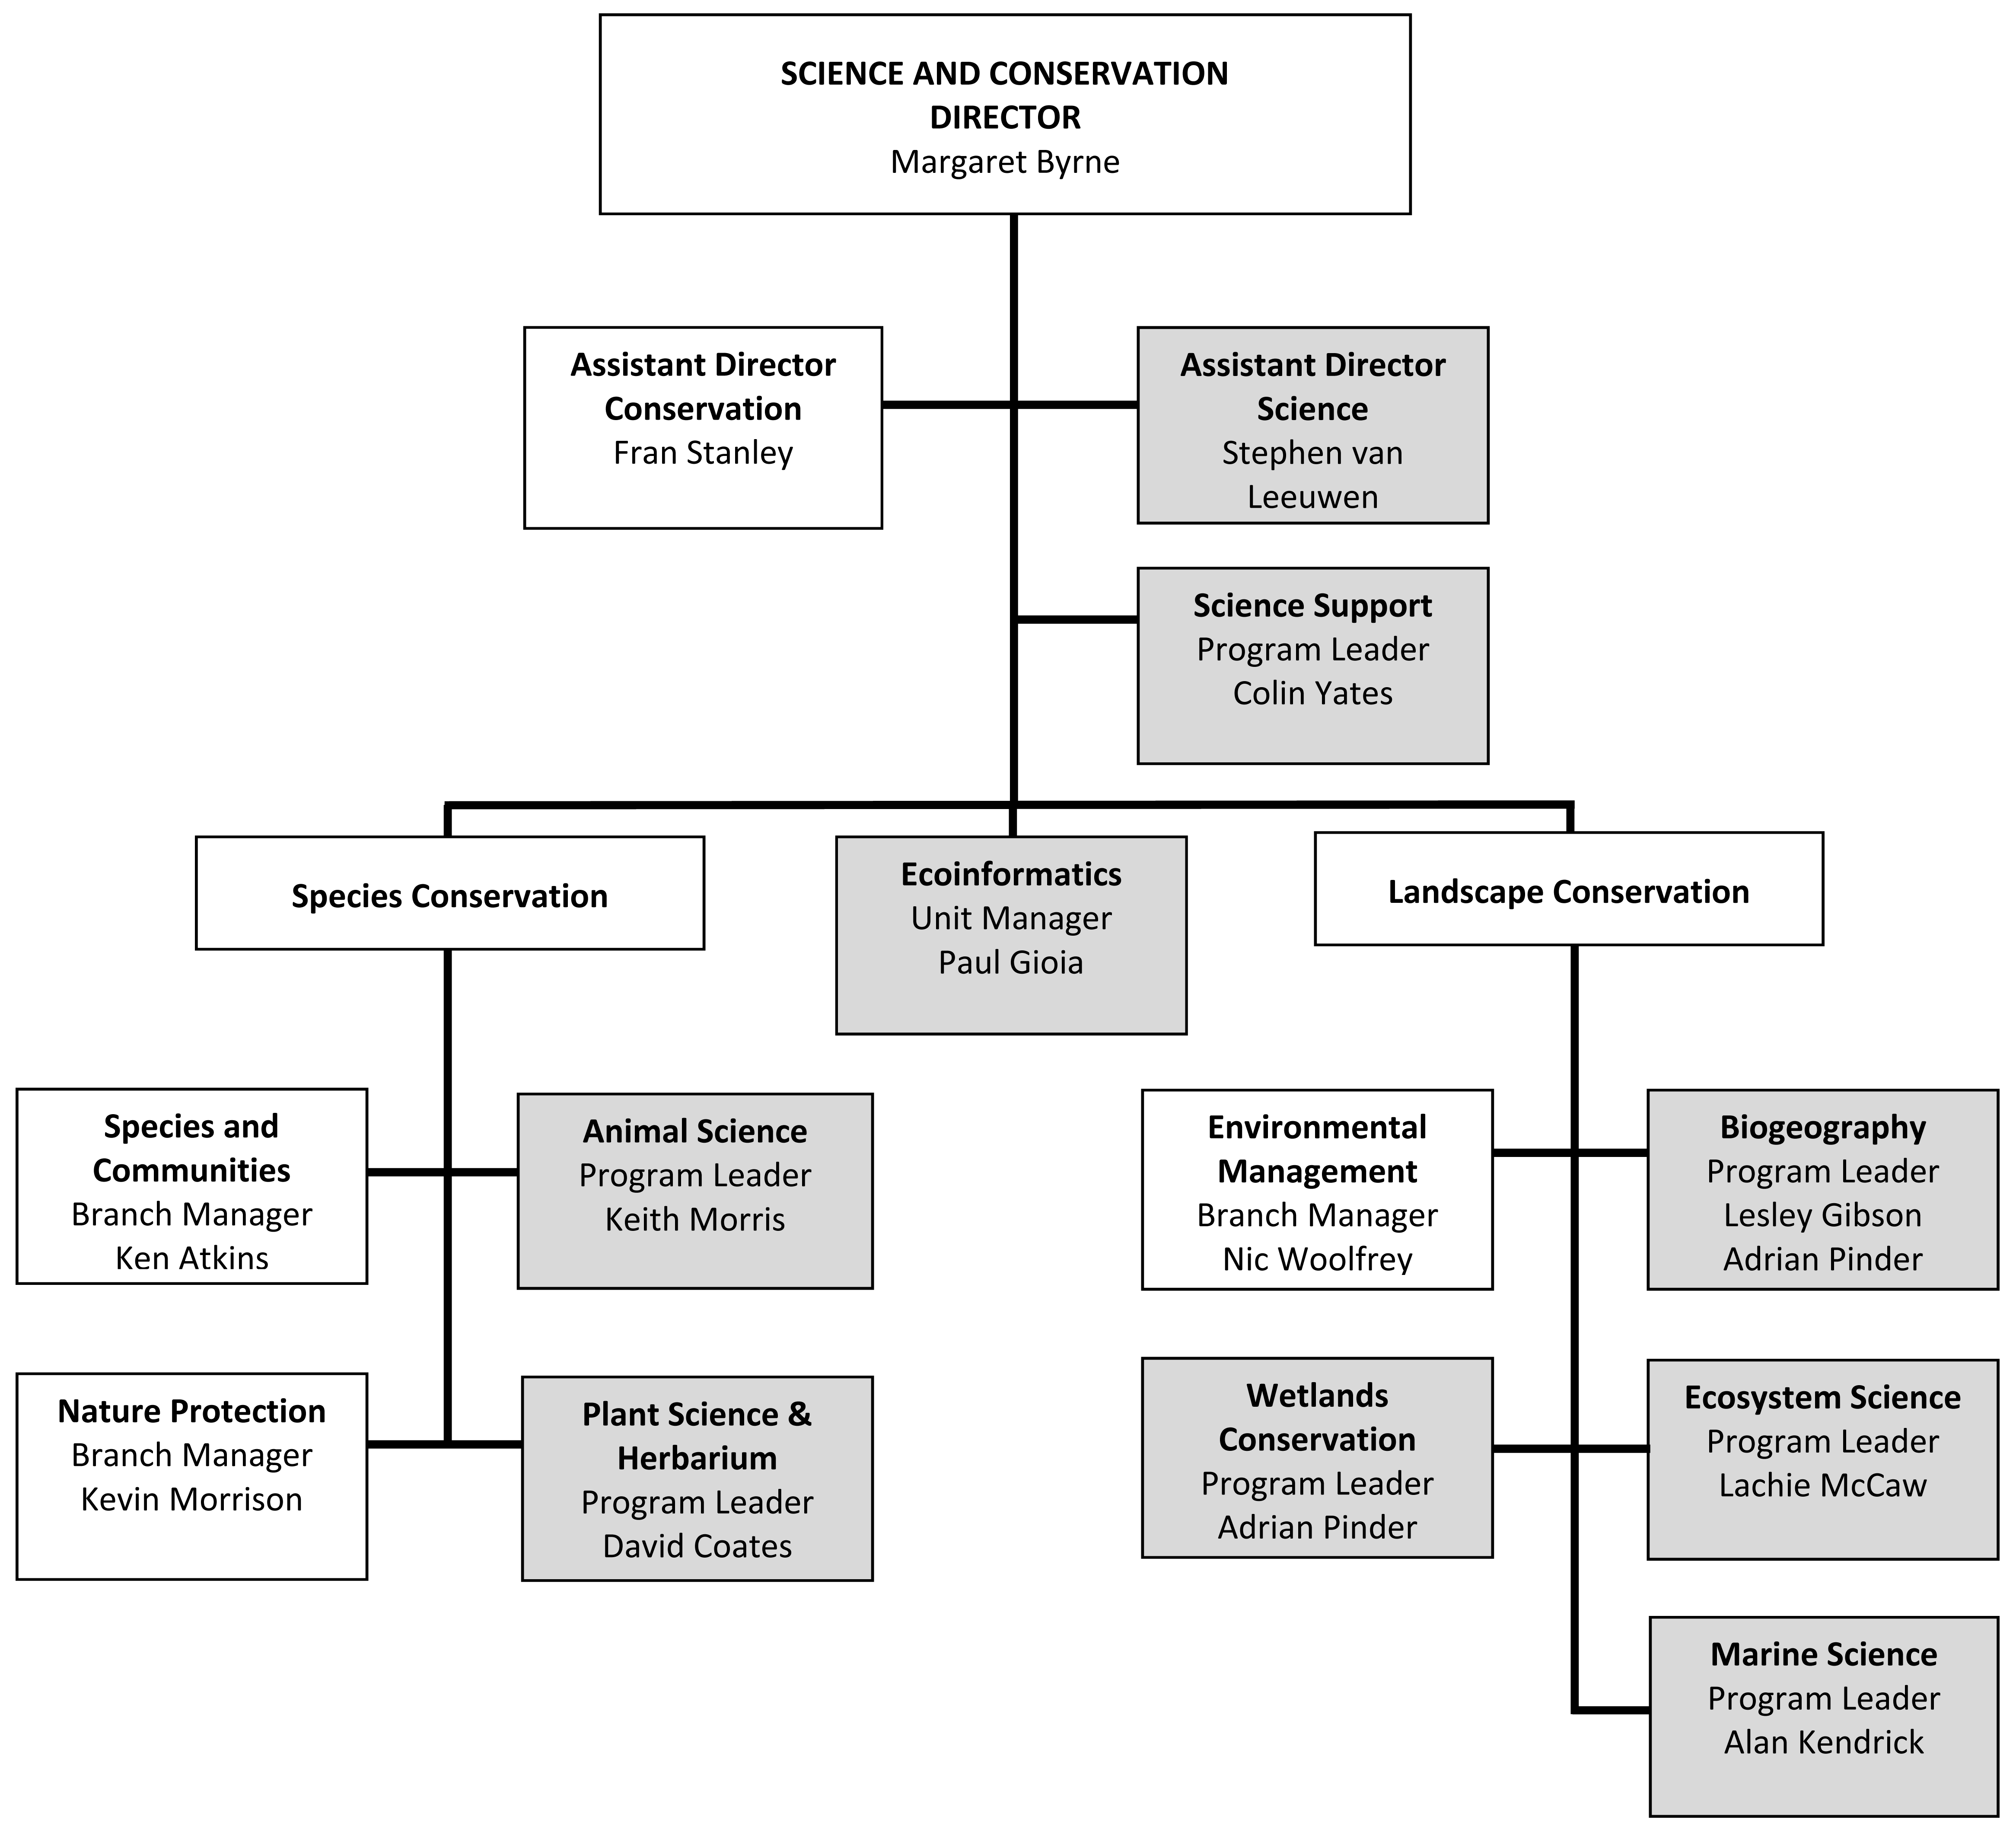 SCIENCE AND CONSERVATION
DIRECTOR
Margaret Byrne
Assistant Director
Conservation
Fran Stanley
Assistant Director
Science
Stephen van
Leeuwen
Science Support
Program Leader
Colin Yates
Species Conservation
Ecoinformatics
Unit Manager
Paul Gioia
Landscape Conservation
Species and
Communities
Branch Manager
Ken Atkins
Animal Science
Program Leader
Keith Morris
Environmental
Management
Branch Manager
Nic Woolfrey
Biogeography
Program Leader
Lesley Gibson
Adrian Pinder
Nature Protection
Branch Manager
Kevin Morrison
Plant Science &
Herbarium
Program Leader
David Coates
Wetlands
Conservation
Program Leader
Adrian Pinder
Ecosystem Science
Program Leader
Lachie McCaw
Marine Science
Program Leader
Alan Kendrick